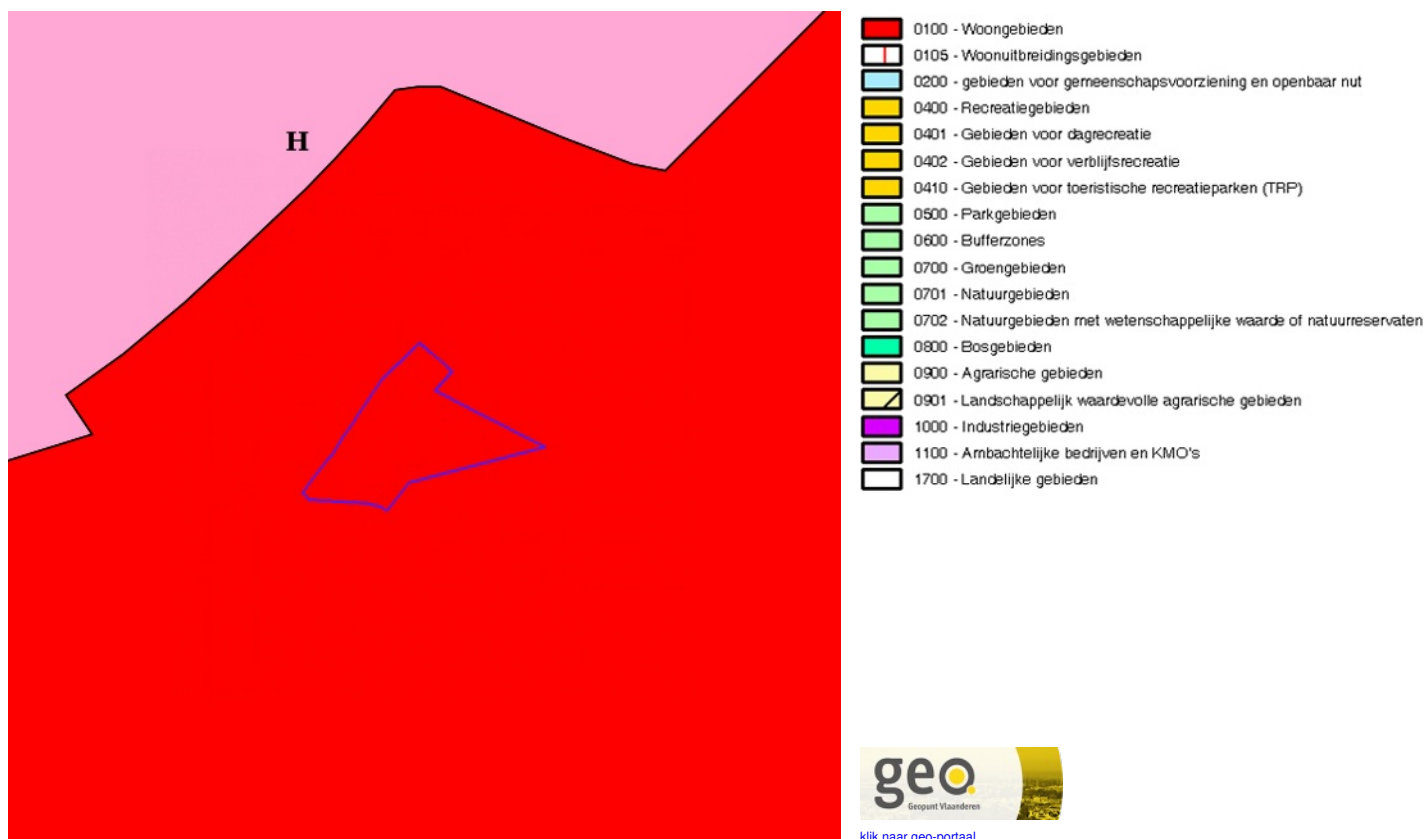 H
0100 - Woongebieden
0105 - Woonuitbreidingsgebieden
0200 - gebieden voor gemeenschapsvoorziening en openbaar nut
0400 - Recreatiegebieden
0401 - Gebieden voor dagrecreatie
0402 - Gebieden voor verblijfsrecreatie
0410 - Gebieden voor toeristische recreatieparken (TRP)
0500 - Parkgebieden
0600 - Bufferzones
0700 - Groengebieden
0701 - Natuurgebieden
0702 - Natuurgebieden met wetenschappelijke waarde of natuurreservaten
0800 - Bosgebieden
0900 - Agrarische gebieden
0901 - Landschappelijk waardevolle agrarische gebieden
1000 - Industriegebieden
1100 - Ambachtelijke bedrijven en KMO's
1700 - Landelijke gebieden
geo
Geopunt Vlaanderen
klik naar geo-portaal